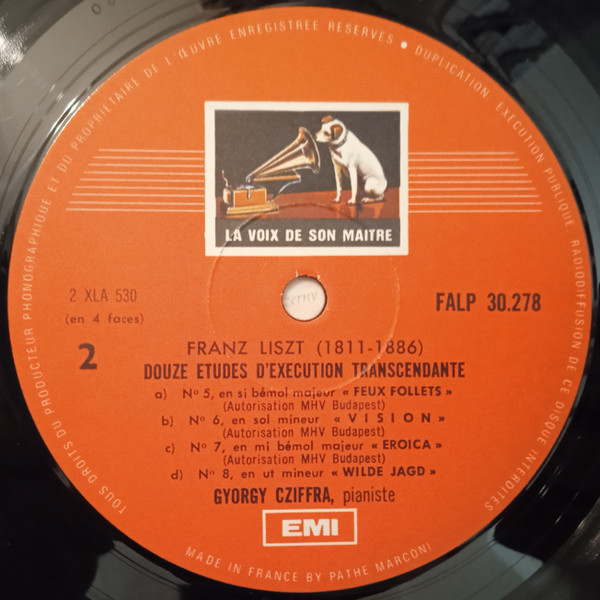 TOUS DROITS DU PRODUCTEUR PHONOGRAPHIQUE ET DU PROPRIETAIRE DE L'ŒUVRE ENREGISTREE RESERVES • DUPLICATION EXECUTION PUBLIQUE RADIODIFFUSION DE CE DISQUE INTERDITES
LA VOIX DE SON MAITRE
2 XLA 530
(en 4 faces)
FALP 30.278
2
FRANZ LISZT (1811-1886)
DOUZE ETUDES D'EXECUTION TRANSCENDANTE
a) No 5, en si bémol majeur « FEUX FOLLETS »
(Autorisation MHV Budapest)
b) No 6, en sol mineur « VISION »
(Autorisation MHV Budapest)
c) No 7, en mi bémol majeur « EROICA »
(Autorisation MHV Budapest)
d) No 8, en ut mineur « WILDE JAGD »
GYORGY CZIFFRA, pianiste
EMI
MADE IN FRANCE BY PATHE MARCONI